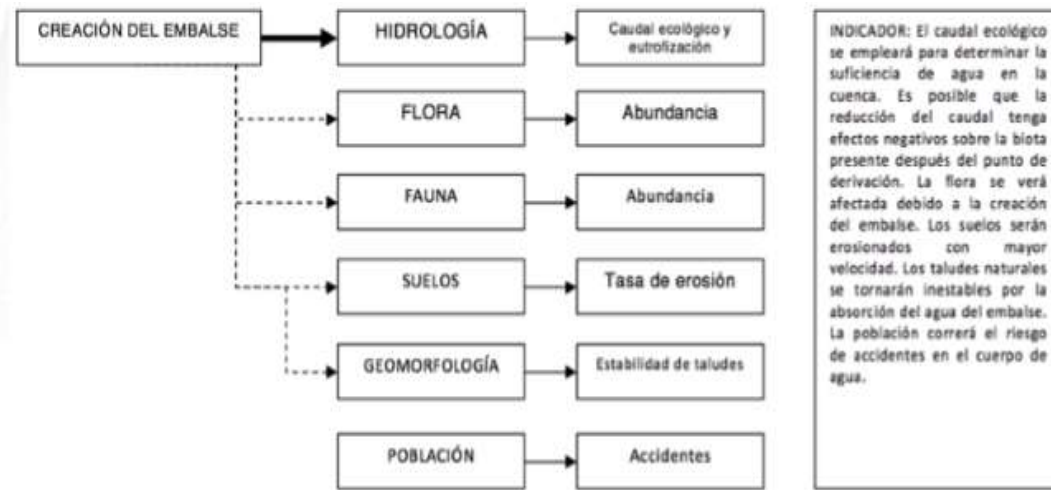 CREACIÓN DEL EMBALSE
HIDROLOGÍA
Caudal ecológico y
eutrofización
FLORA
Abundancia
FAUNA
Abundancia
SUELOS
Tasa de erosión
GEOMORFOLOGÍA
Estabilidad de taludes
POBLACIÓN
Accidentes
INDICADOR: El caudal ecológico
se empleará para determinar la
suficiencia de agua en la
cuenca. Es posible que la
reducción del caudal tenga
efectos negativos sobre la biota
presente después del punto de
derivación. La flora se verá
afectada debido a la creación
del embalse. Los suelos serán
erosionados con mayor
velocidad. Los taludes naturales
se tornarán inestables por la
absorción del agua del embalse.
La población correrá el riesgo
de accidentes en el cuerpo de
agua.